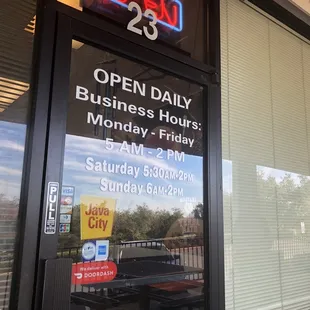 OPEN
23
OPEN DAILY
Business Hours:
Monday - Friday
5 AM - 2 PM
Saturday 5:30AM-2PM
Sunday 6AM-2PM
PULL
Java
City
DOORDASH